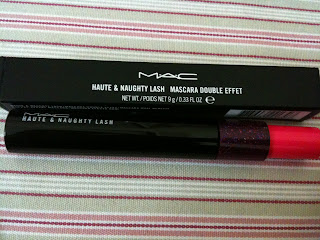 MAC
HAUTE & NAUGHTY LASH MASCARA DOUBLE EFFET
NET WT./POIDS NET 9 g/0.33 FL OZ ℮
MAC
HAUTE & NAUGHTY LASH